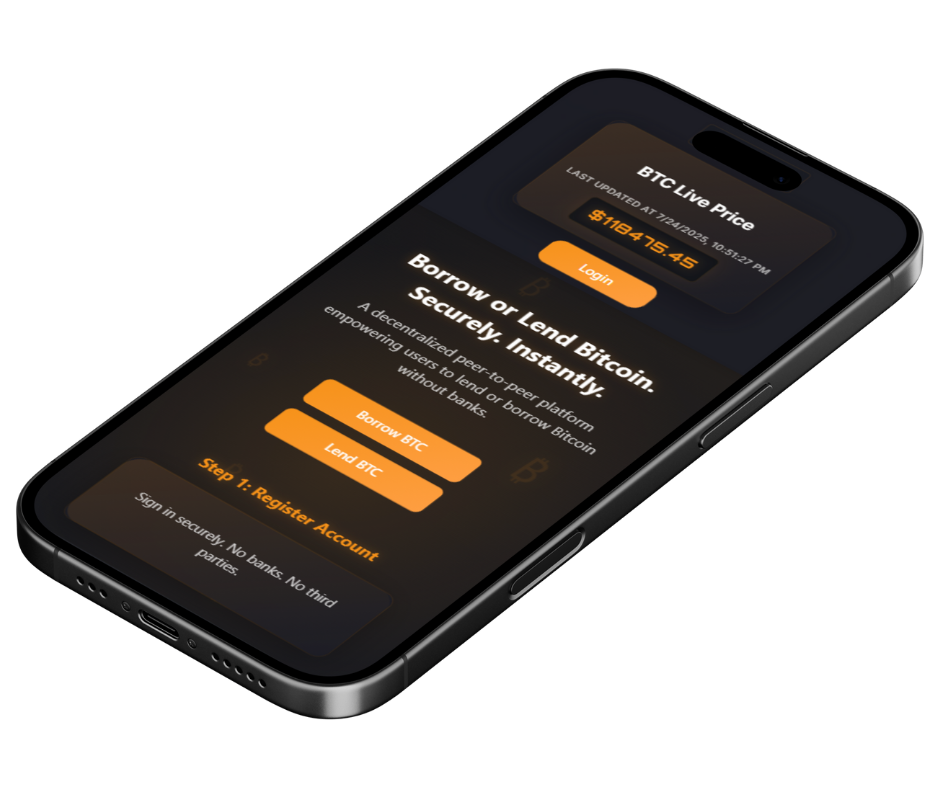 BTC Live Price
LAST UPDATED AT 7/24/2025, 10:51:27 PM
$118475.45
Login
Borrow or Lend Bitcoin.
Securely. Instantly.
A decentralized peer-to-peer platform
empowering users to lend or borrow Bitcoin
without banks.
Borrow BTC
Lend BTC
Step 1: Register Account
Sign in securely. No banks. No third
parties.